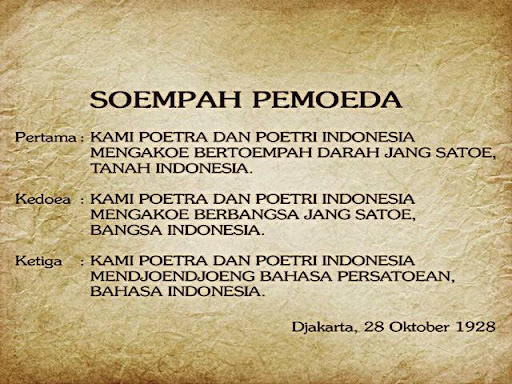 SOEMPAH PEMOEDA
Pertama : KAMI POETRA DAN POETRI INDONESIA
MENGAKOE BERTOEMPAH DARAH JANG SATOE,
TANAH INDONESIA.
Kedoea : KAMI POETRA DAN POETRI INDONESIA
MENGAKOE BERBANGSA JANG SATOE,
BANGSA INDONESIA.
Ketiga : KAMI POETRA DAN POETRI INDONESIA
MENDJOENDJOENG BAHASA PERSATOEAN,
BAHASA INDONESIA.
Djakarta, 28 Oktober 1928